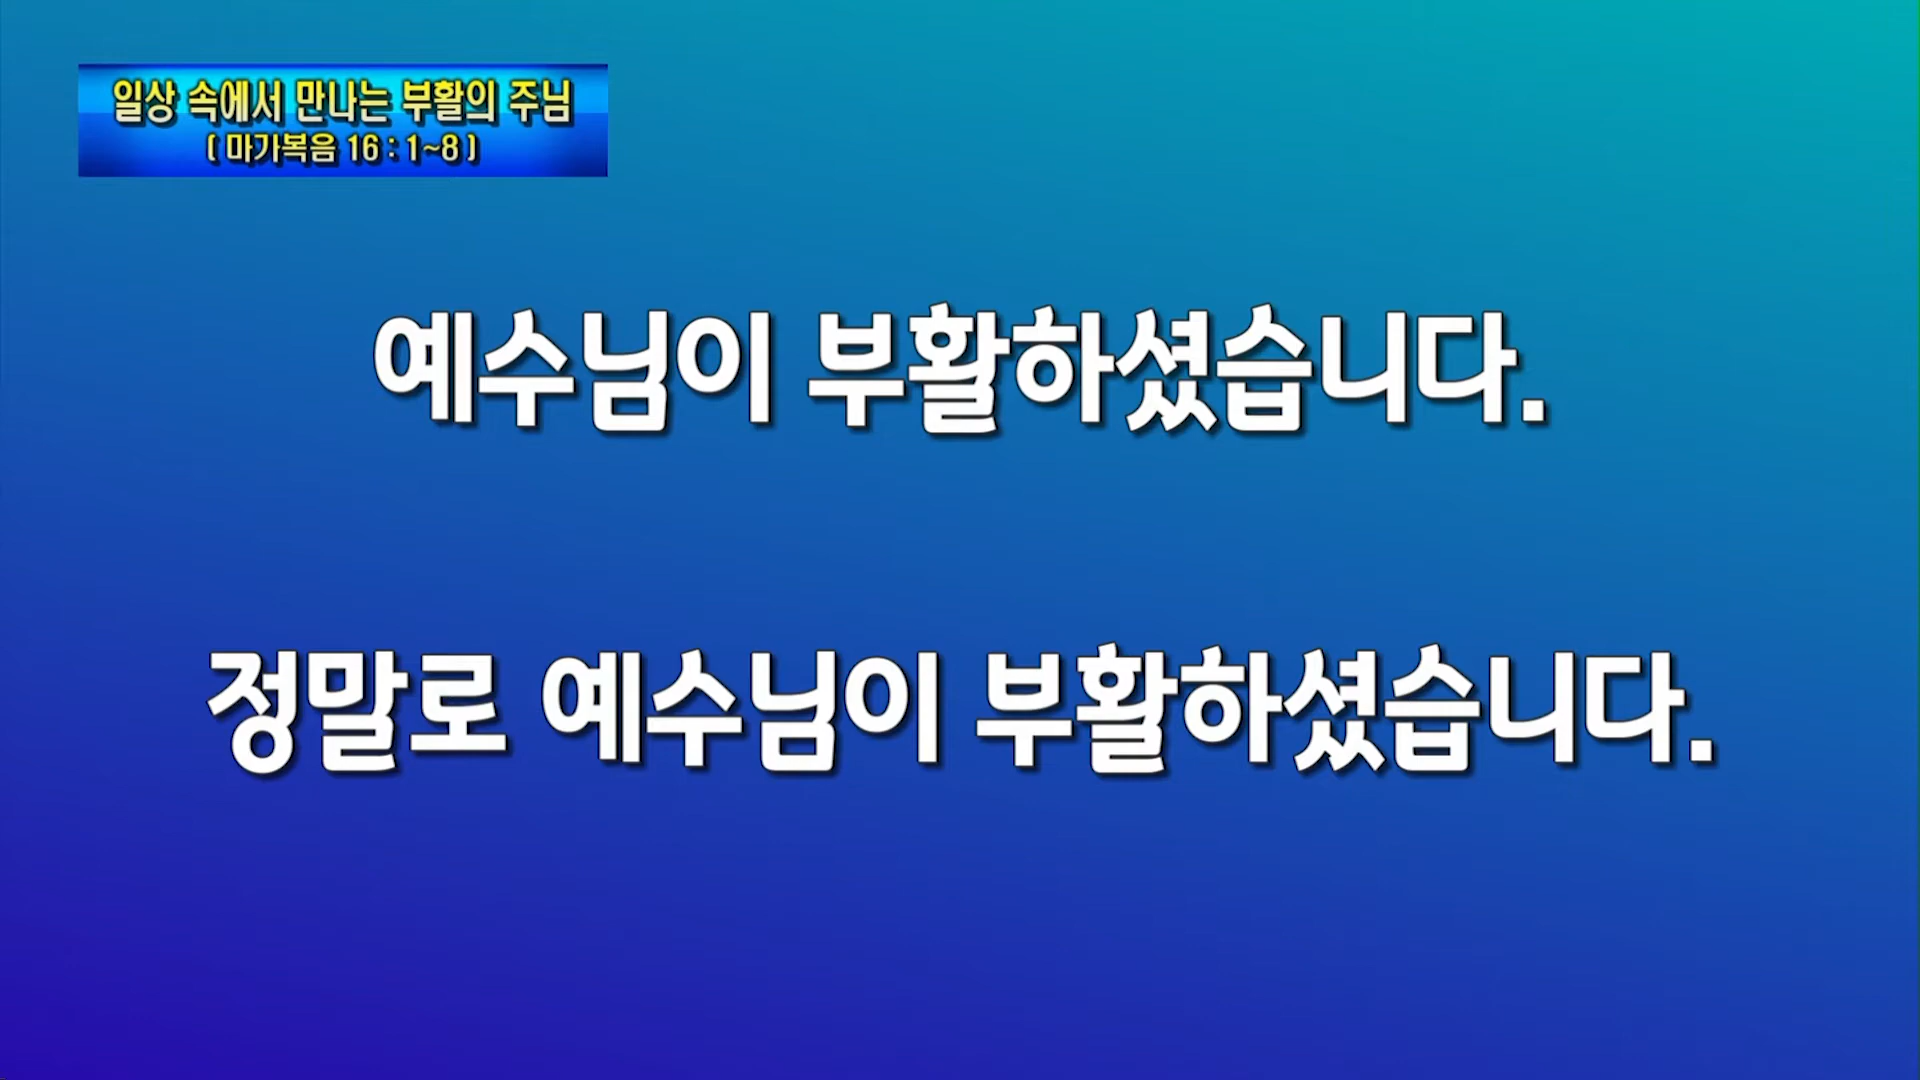 일상 속에서 만나는 부활의 주님
( 마가복음 16 : 1~8 )
예수님이 부활하셨습니다.
정말로 예수님이 부활하셨습니다.